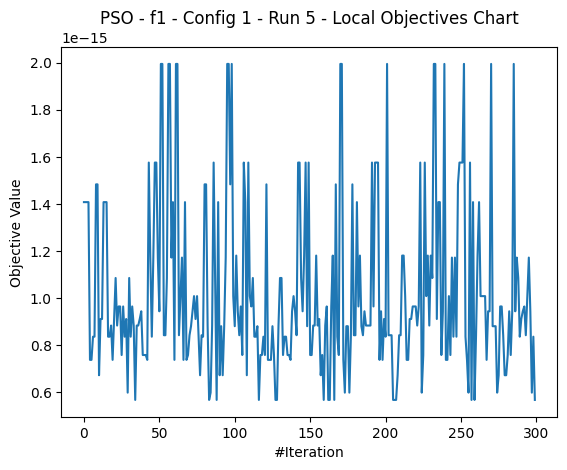 PSO - f1 - Config 1 - Run 5 - Local Objectives Chart
1e−15
2.0
1.8
1.6
1.4
1.2
1.0
0.8
0.6
Objective Value
0 50 100 150 200 250 300
#Iteration